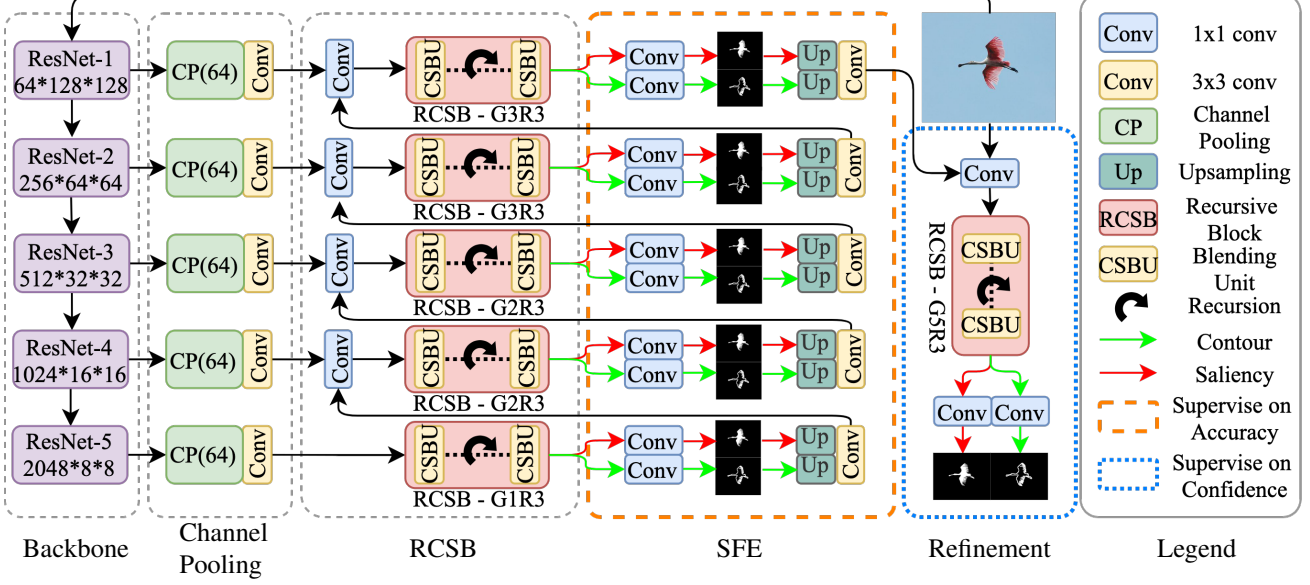 ResNet-1
64*128*128
CP(64)
Conv
Conv
CSBU
CSBU
RCSB - G3R3
Conv
Conv
Up
Up
Conv
ResNet-2
256*64*64
CP(64)
Conv
Conv
CSBU
CSBU
RCSB - G3R3
Conv
Conv
Up
Up
Conv
ResNet-3
512*32*32
CP(64)
Conv
Conv
CSBU
CSBU
RCSB - G2R3
Conv
Conv
Up
Up
Conv
ResNet-4
1024*16*16
CP(64)
Conv
Conv
CSBU
CSBU
RCSB - G2R3
Conv
Conv
Up
Up
Conv
ResNet-5
2048*8*8
CP(64)
Conv
CSBU
CSBU
RCSB - G1R3
Conv
Conv
Up
Up
Conv
Conv
RCSB - G5R3
CSBU
CSBU
Conv
Conv
Conv
1x1 conv
Conv
3x3 conv
CP
Channel
Pooling
Up
Upsampling
RCSB
Recursive
Block
CSBU
Blending
Unit
Recursion
Contour
Saliency
Supervise on
Accuracy
Supervise on
Confidence
Backbone
Channel
Pooling
RCSB
SFE
Refinement
Legend